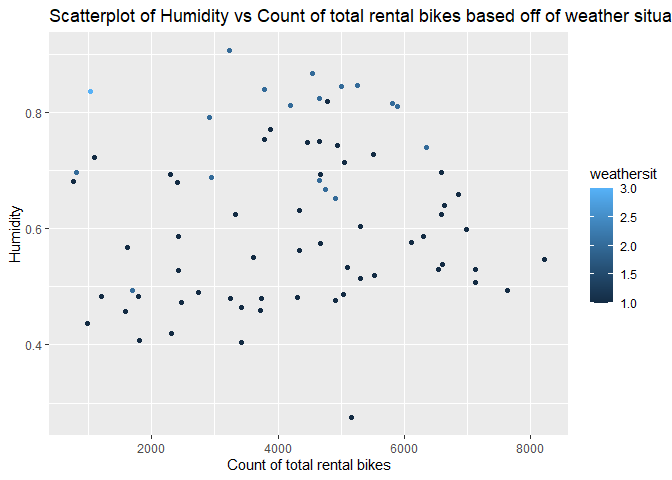 Scatterplot of Humidity vs Count of total rental bikes based off of weather situa
weathersit
3.0
2.5
2.0
1.5
1.0
Humidity
0.8
0.6
0.4
2000 4000 6000 8000
Count of total rental bikes